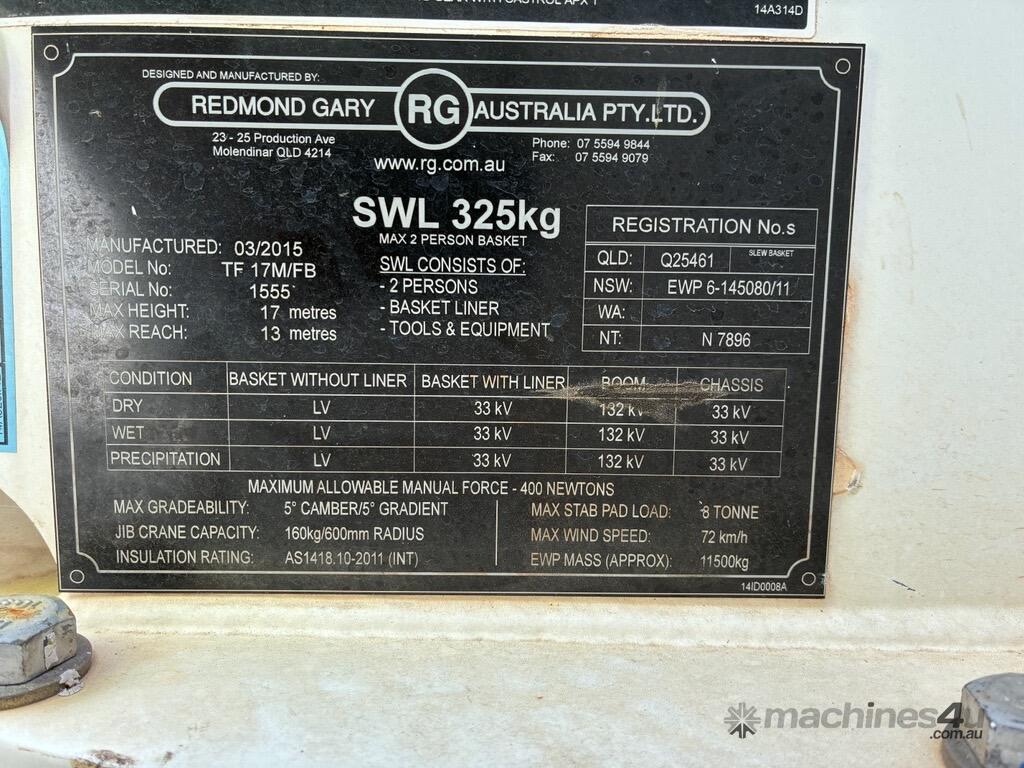 14A314D
DESIGNED AND MANUFACTURED BY:
REDMOND GARY RG AUSTRALIA PTY.LTD.
23 - 25 Production Ave
Molendinar QLD 4214
Phone: 07 5594 9844
Fax: 07 5594 9079
www.rg.com.au
SWL 325kg
MAX 2 PERSON BASKET
SWL CONSISTS OF:
- 2 PERSONS
- BASKET LINER
- TOOLS & EQUIPMENT
MANUFACTURED: 03/2015
MODEL No: TF 17M/FB
SERIAL No: 1555
MAX HEIGHT: 17 metres
MAX REACH: 13 metres
REGISTRATION No.s
QLD: Q25461 SLEW BASKET
NSW: EWP 6-145080/11
WA:
NT: N 7896
CONDITION BASKET WITHOUT LINER BASKET WITH LINER BOOM CHASSIS
DRY LV 33 kV 132 kV 33 kV
WET LV 33 kV 132 kV 33 kV
PRECIPITATION LV 33 kV 132 kV 33 kV
MAXIMUM ALLOWABLE MANUAL FORCE - 400 NEWTONS
MAX GRADEABILITY: 5° CAMBER/5° GRADIENT
JIB CRANE CAPACITY: 160kg/600mm RADIUS
INSULATION RATING: AS1418.10-2011 (INT)
MAX STAB PAD LOAD: 8 TONNE
MAX WIND SPEED: 72 km/h
EWP MASS (APPROX): 11500kg
14ID0008A
machines4u
.com.au